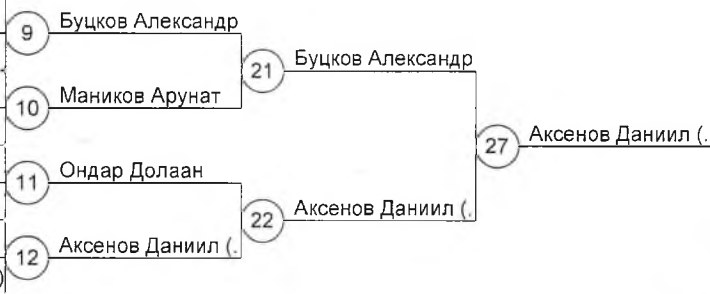 9 Буцков Александр
21 Буцков Александр
10 Маников Арунат
27 Аксенов Даниил (.
11 Ондар Долаан
22 Аксенов Даниил (.
12 Аксенов Даниил (.
)